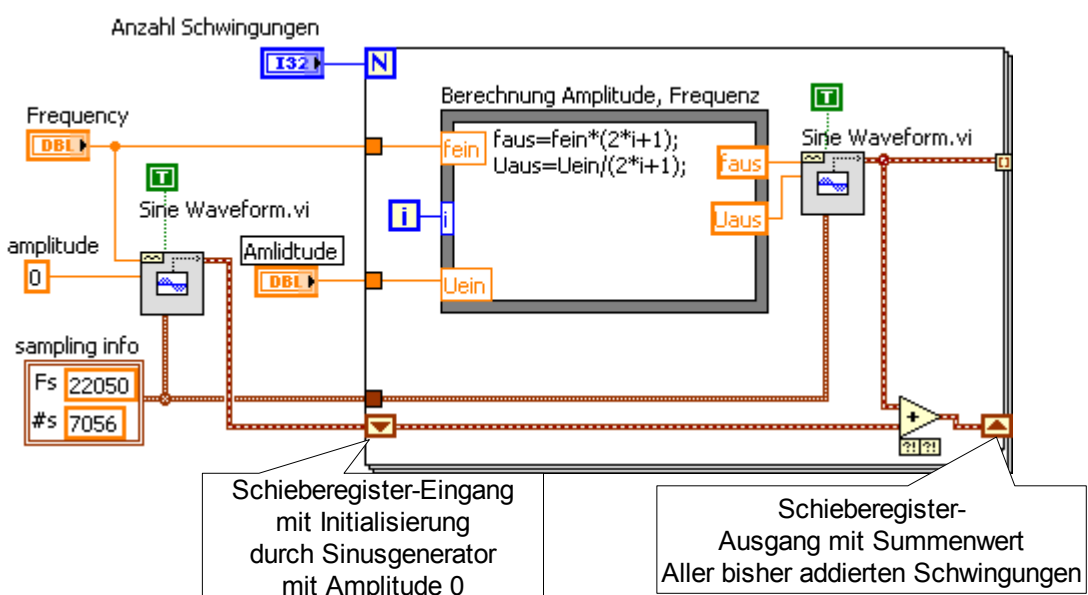 Anzahl Schwingungen
I32
N
Berechnung Amplitude, Frequenz
T
Frequency
DBL
fein
faus=fein*(2*i+1);
Uaus=Uein/(2*i+1);
faus
Sine Waveform.vi
T
Sine Waveform.vi
i
i
Uaus
amplitude
0
Amlidtude
DBL
Uein
sampling info
Fs 22050
#s 7056
+
?! ?!
Schieberegister-Eingang
mit Initialisierung
durch Sinusgenerator
mit Amplitude 0
Schieberegister-
Ausgang mit Summenwert
Aller bisher addierten Schwingungen